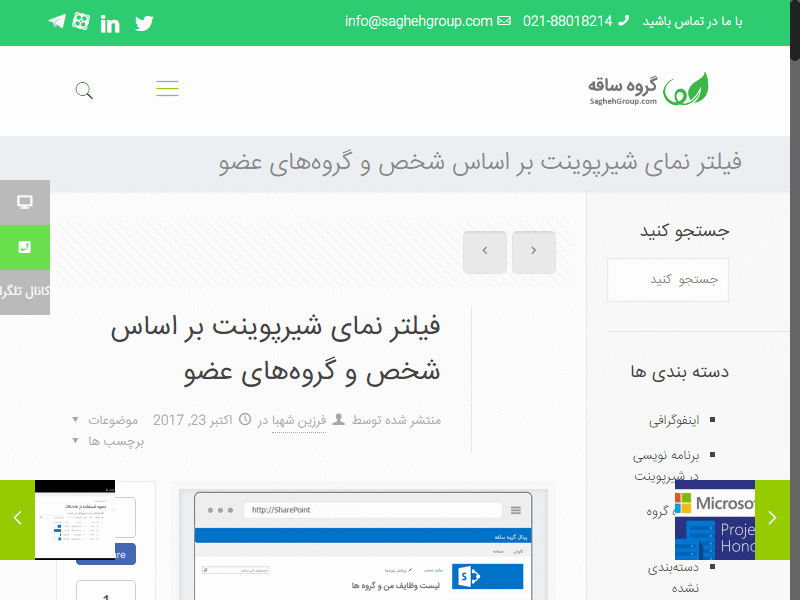 با ما در تماس باشید 021-88018214 info@saghehgroup.com
گروه ساقه
SaghehGroup.com
فیلتر نمای شیرپوینت بر اساس شخص و گروه‌های عضو
جستجو کنید
جستجو کنید
دسته بندی ها
اینفوگرافی
برنامه نویسی
در شیرپوینت
گروه
دسته‌بندی
نشده
کانال تلگرا
فیلتر نمای شیرپوینت بر اساس
شخص و گروه‌های عضو
منتشر شده توسط فرزین شهبا در اکتبر 23, 2017 موضوعات
برچسب ها
http://SharePoint
پرتال گروه ساقه
لیست وظایف من و گروه ها
Microso
Proje
Hono
are
1